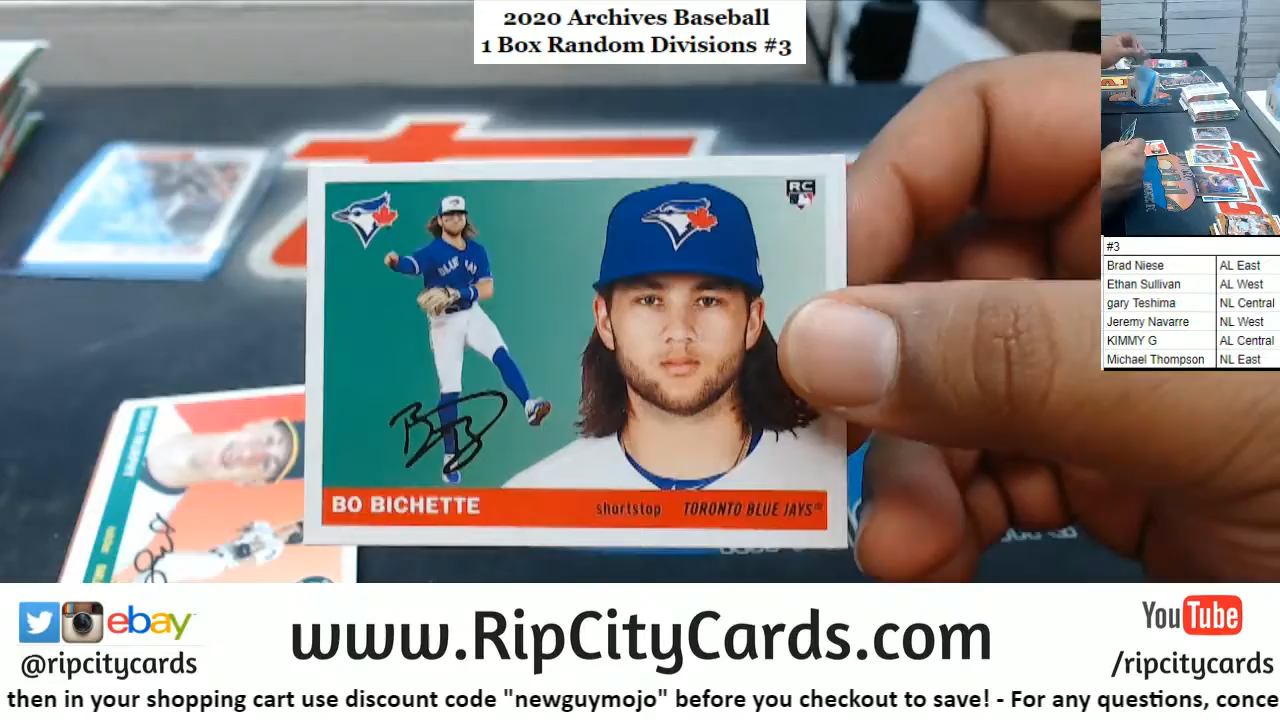 2020 Archives Baseball
1 Box Random Divisions #3
RC
BO BICHETTE shortstop TORONTO BLUE JAYS
#3
Brad Niese AL East
Ethan Sullivan AL West
gary Teshima NL Central
Jeremy Navarre NL West
KIMMY G AL Central
Michael Thompson NL East
ebay
@ripcitycards
www.RipCityCards.com
YouTube
/ripcitycards
then in your shopping cart use discount code "newguymojo" before you checkout to save! - For any questions, conce